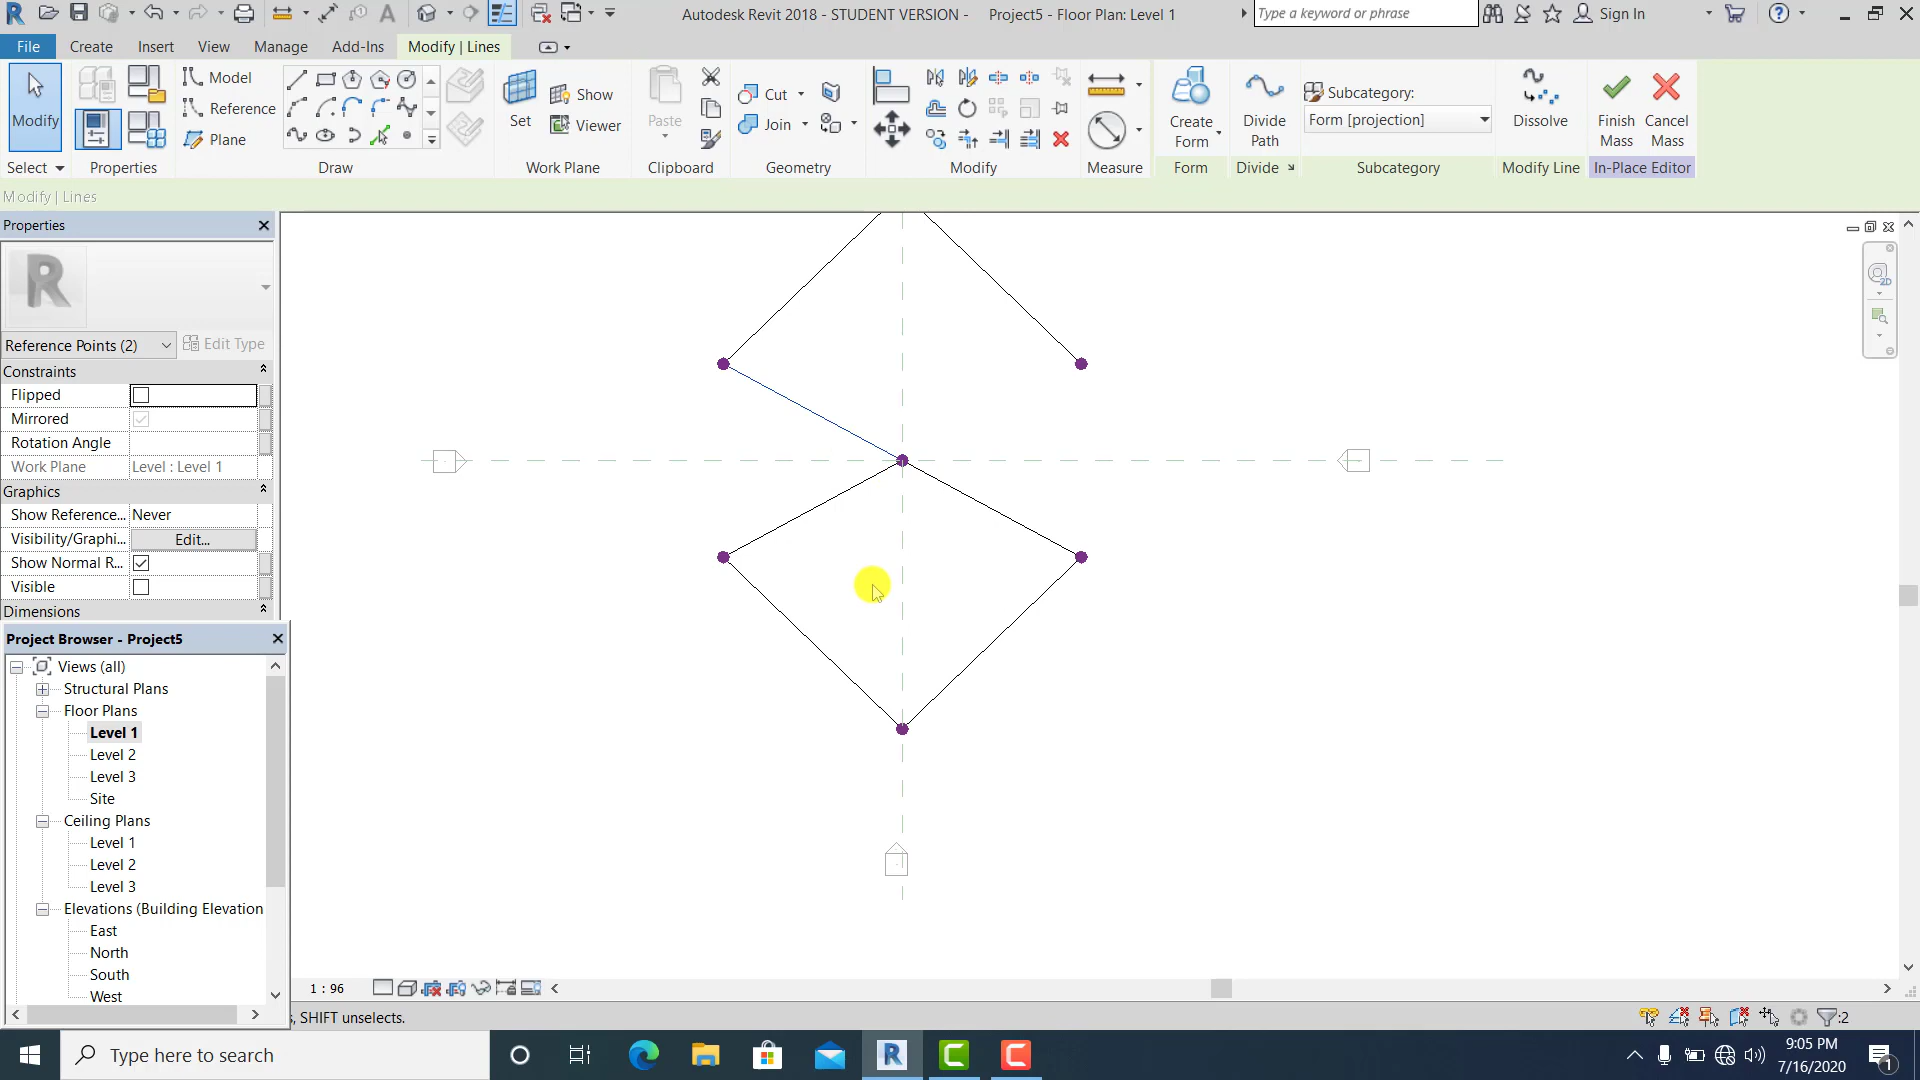 Autodesk Revit 2018 - STUDENT VERSION - Project5 - Floor Plan: Level 1
Type a keyword or phrase
Sign In
File Create Insert View Manage Add-Ins Modify | Lines
Modify
Model
Reference
Plane
Set
Show
Viewer
Paste
Cut
Join
Create
Form
Divide
Path
Subcategory:
Form [projection]
Dissolve
Finish
Mass
Cancel
Mass
Select Properties Draw Work Plane Clipboard Geometry Modify Measure Form Divide Subcategory Modify Line In-Place Editor
Modify | Lines
Properties
R
Reference Points (2)
Edit Type
Constraints
Flipped
Mirrored
Rotation Angle
Work Plane Level : Level 1
Graphics
Show Reference... Never
Visibility/Graphi... Edit...
Show Normal R...
Visible
Dimensions
Project Browser - Project5
Views (all)
Structural Plans
Floor Plans
Level 1
Level 2
Level 3
Site
Ceiling Plans
Level 1
Level 2
Level 3
Elevations (Building Elevation
East
North
South
West
2D
1 : 96
s, SHIFT unselects.
:2
Type here to search
R
9:05 PM
7/16/2020
1